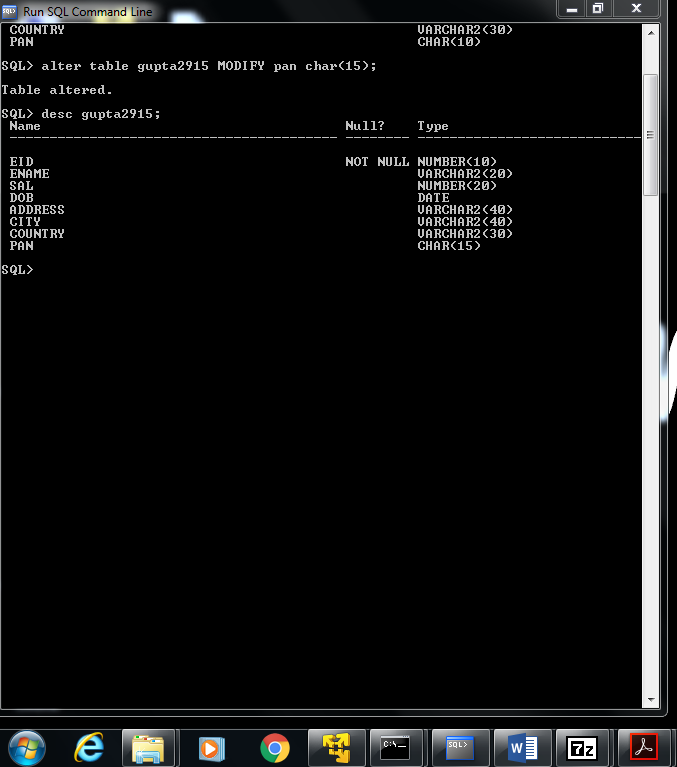 Run SQL Command Line
COUNTRY VARCHAR2(30)
PAN CHAR(10)
SQL> alter table gupta2915 MODIFY pan char(15);
Table altered.
SQL> desc gupta2915;
Name Null? Type
EID NOT NULL NUMBER(10)
ENAME VARCHAR2(20)
SAL NUMBER(20)
DOB DATE
ADDRESS VARCHAR2(40)
CITY VARCHAR2(40)
COUNTRY VARCHAR2(30)
PAN CHAR(15)
SQL>
C:\_
SQL>
W
7z